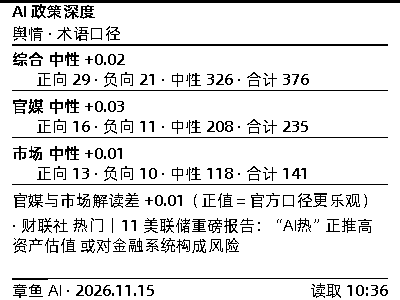 AI 政策深度
舆情 · 术语口径
综合 中性 +0.02
正向 29 · 负向 21 · 中性 326 · 合计 376
官媒 中性 +0.03
正向 16 · 负向 11 · 中性 208 · 合计 235
市场 中性 +0.01
正向 13 · 负向 10 · 中性 118 · 合计 141
官媒与市场解读差 +0.01（正值 = 官方口径更乐观）
· 财联社 热门｜11 美联储重磅报告：“AI热”正推高
资产估值 或对金融系统构成风险
章鱼 AI · 2026.11.15
读取 10:36